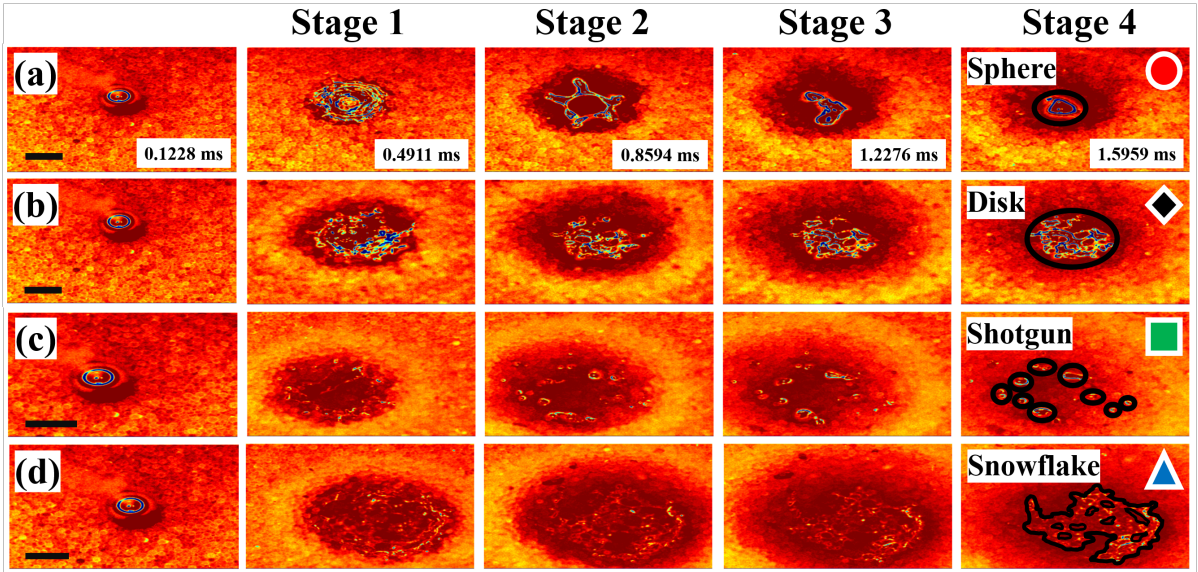 Stage 1
Stage 2
Stage 3
Stage 4
(a)
0.1228 ms
0.4911 ms
0.8594 ms
1.2276 ms
Sphere
1.5959 ms
(b)
Disk
(c)
Shotgun
(d)
Snowflake